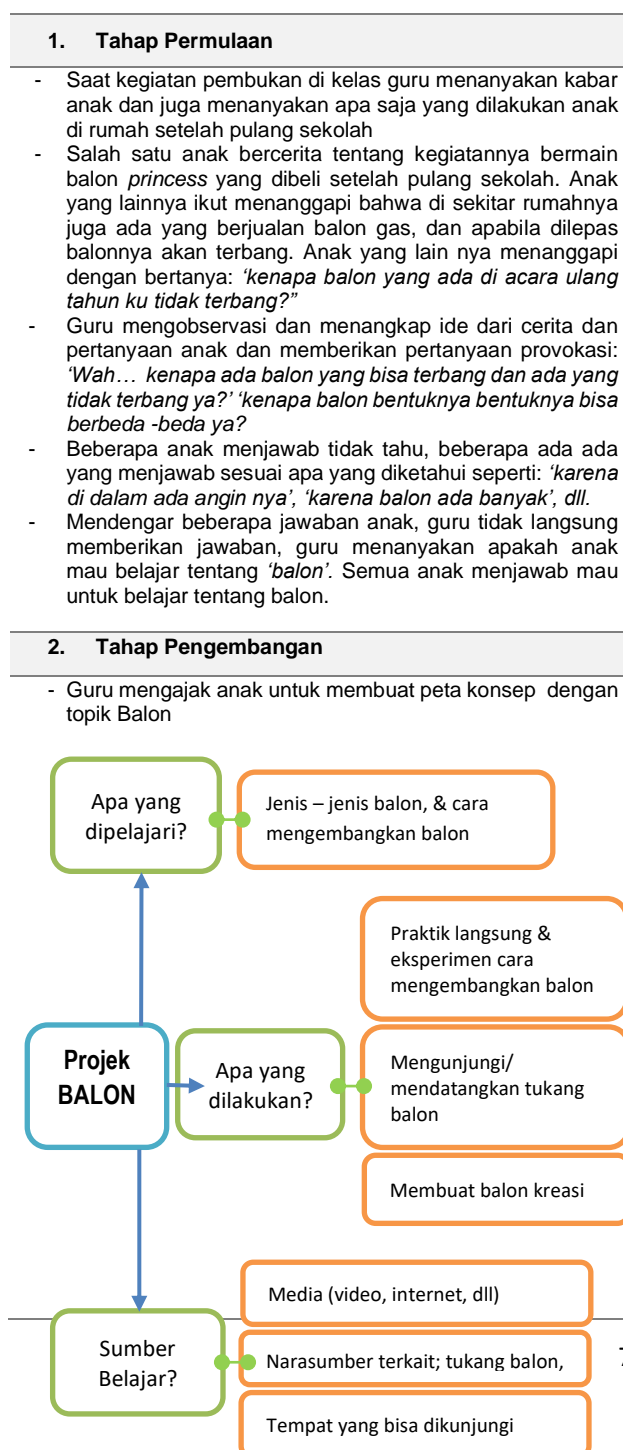 1. Tahap Permulaan
- Saat kegiatan pembukan di kelas guru menanyakan kabar
anak dan juga menanyakan apa saja yang dilakukan anak
di rumah setelah pulang sekolah
- Salah satu anak bercerita tentang kegiatannya bermain
balon princess yang dibeli setelah pulang sekolah. Anak
yang lainnya ikut menanggapi bahwa di sekitar rumahnya
juga ada yang berjualan balon gas, dan apabila dilepas
balonnya akan terbang. Anak yang lain nya menanggapi
dengan bertanya: ‘kenapa balon yang ada di acara ulang
tahun ku tidak terbang?”
- Guru mengobservasi dan menangkap ide dari cerita dan
pertanyaan anak dan memberikan pertanyaan provokasi:
‘Wah… kenapa ada balon yang bisa terbang dan ada yang
tidak terbang ya?’ ‘kenapa balon bentuknya bentuknya bisa
berbeda -beda ya?
- Beberapa anak menjawab tidak tahu, beberapa ada ada
yang menjawab sesuai apa yang diketahui seperti: ‘karena
di dalam ada angin nya’, ‘karena balon ada banyak’, dll.
- Mendengar beberapa jawaban anak, guru tidak langsung
memberikan jawaban, guru menanyakan apakah anak
mau belajar tentang ‘balon’. Semua anak menjawab mau
untuk belajar tentang balon.
2. Tahap Pengembangan
- Guru mengajak anak untuk membuat peta konsep dengan
topik Balon
Apa yang
dipelajari?
Jenis – jenis balon, & cara
mengembangkan balon
Praktik langsung &
eksperimen cara
mengembangkan balon
Projek
BALON
Apa yang
dilakukan?
Mengunjungi/
mendatangkan tukang
balon
Membuat balon kreasi
Media (video, internet, dll)
Sumber
Belajar?
Narasumber terkait; tukang balon,
Tempat yang bisa dikunjungi